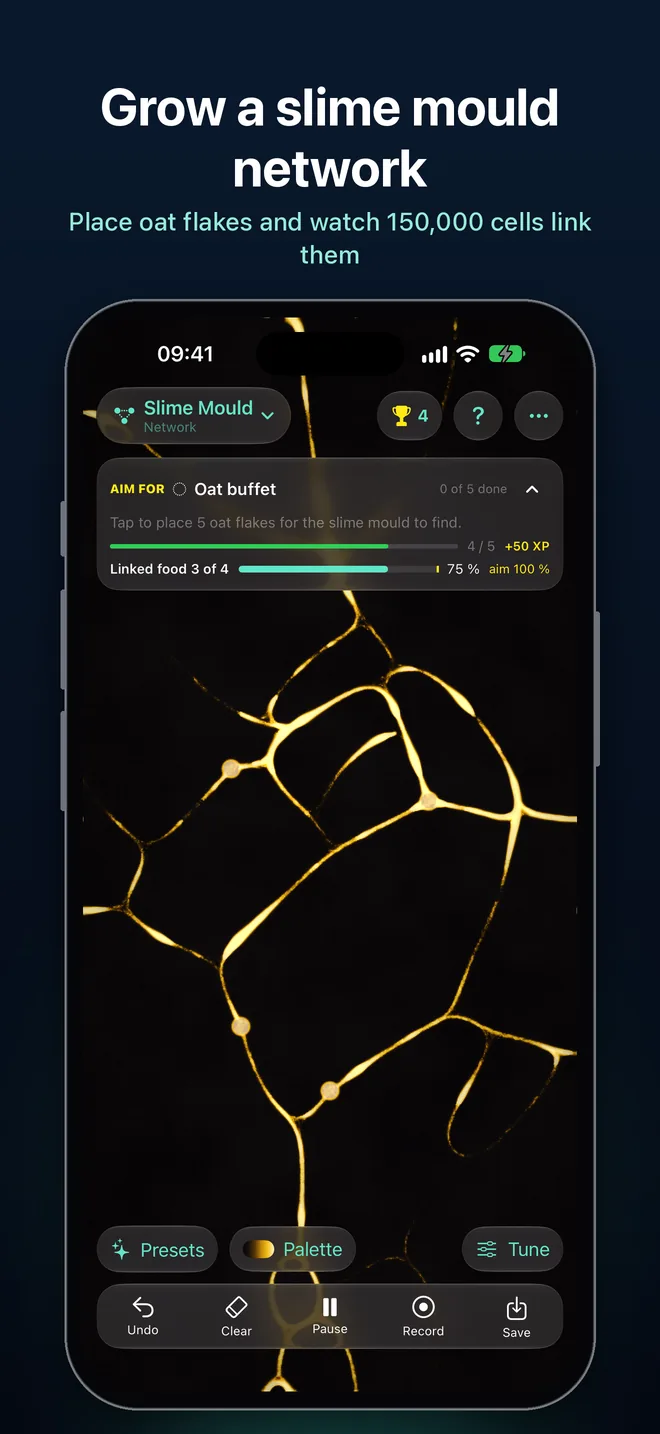 Grow a slime mould
network
Place oat flakes and watch 150,000 cells link
them
09:41
Slime Mould
Network
4
?
AIM FOR Oat buffet 0 of 5 done
Tap to place 5 oat flakes for the slime mould to find.
4 / 5 +50 XP
Linked food 3 of 4 75 % aim 100 %
Presets Palette Tune
Undo Clear Pause Record Save